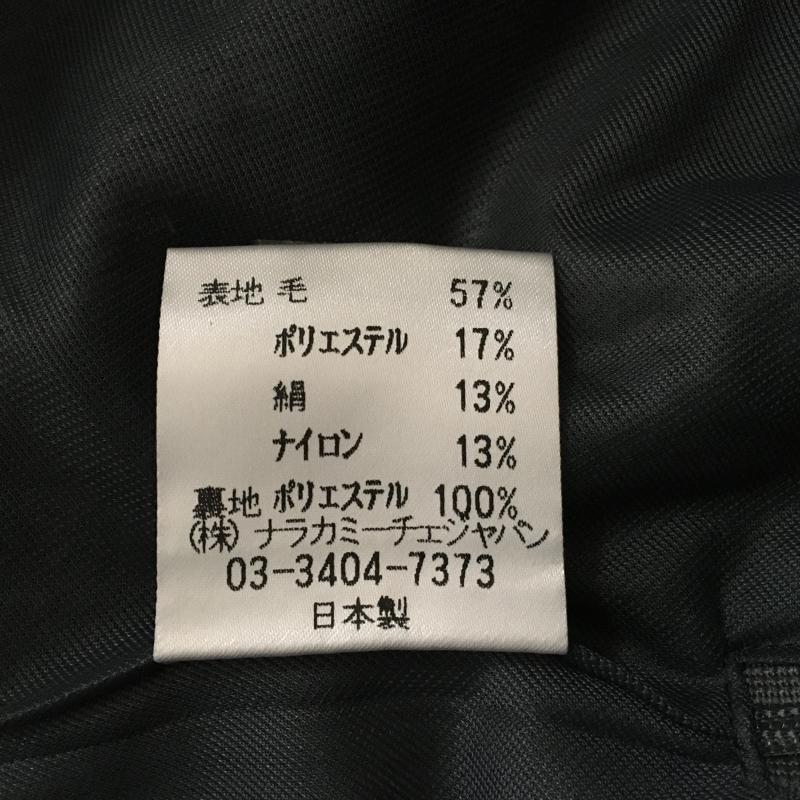 表地 毛 57%
ポリエステル 17%
絹 13%
ナイロン 13%
裏地 ポリエステル 100%
(株) ナラカミーチェジャパン
03-3404-7373
日本製